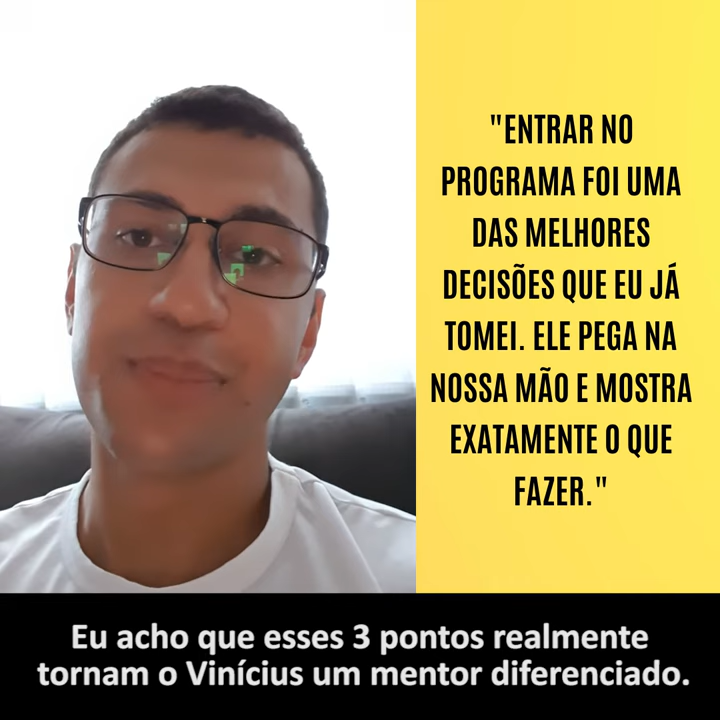 "ENTRAR NO
PROGRAMA FOI UMA
DAS MELHORES
DECISÕES QUE EU JÁ
TOMEI. ELE PEGA NA
NOSSA MÃO E MOSTRA
EXATAMENTE O QUE
FAZER."
Eu acho que esses 3 pontos realmente
tornam o Vinícius um mentor diferenciado.